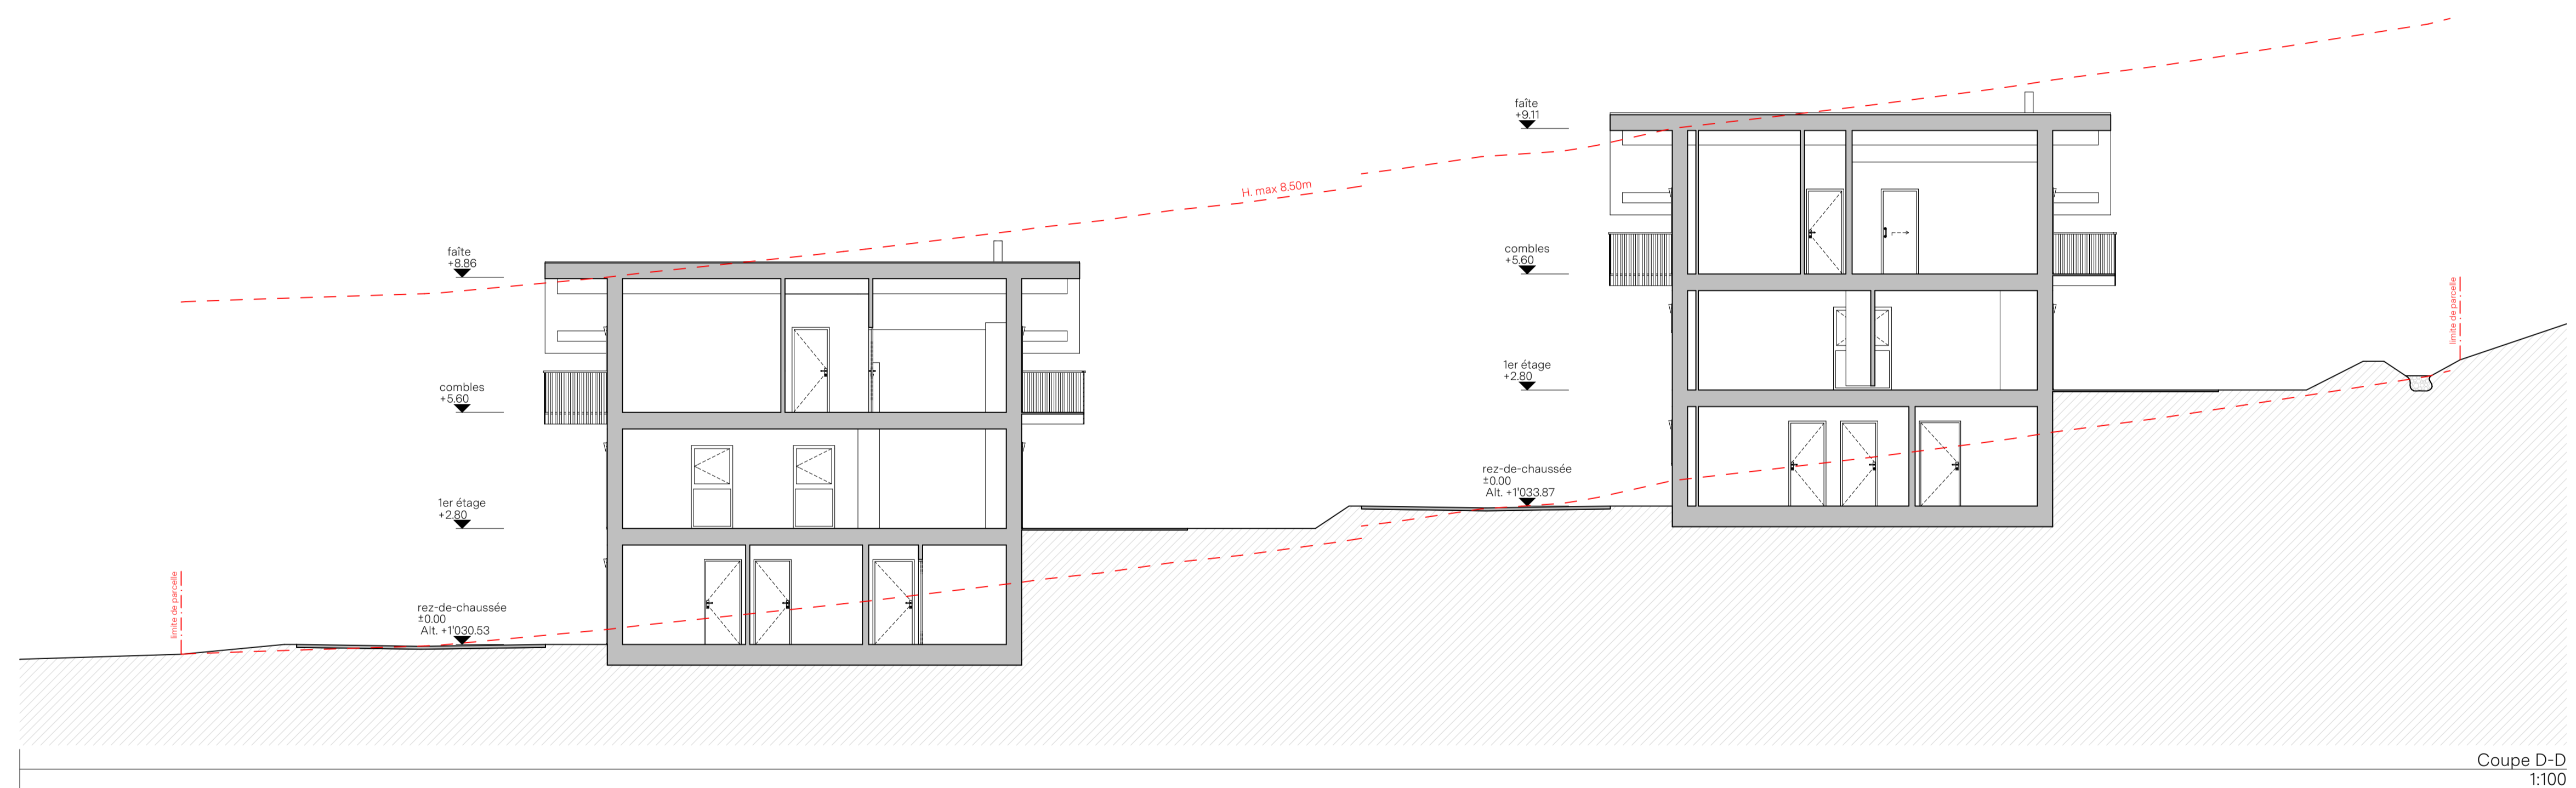 faîte
+9.11
H. max 8.50m
faîte
+8.86
combles
+5.60
limite de parcelle
1er étage
+2.80
combles
+5.60
rez-de-chaussée
±0.00
Alt. +1'033.87
1er étage
+2.80
limite de parcelle
rez-de-chaussée
±0.00
Alt. +1'030.53
Coupe D-D
1:100